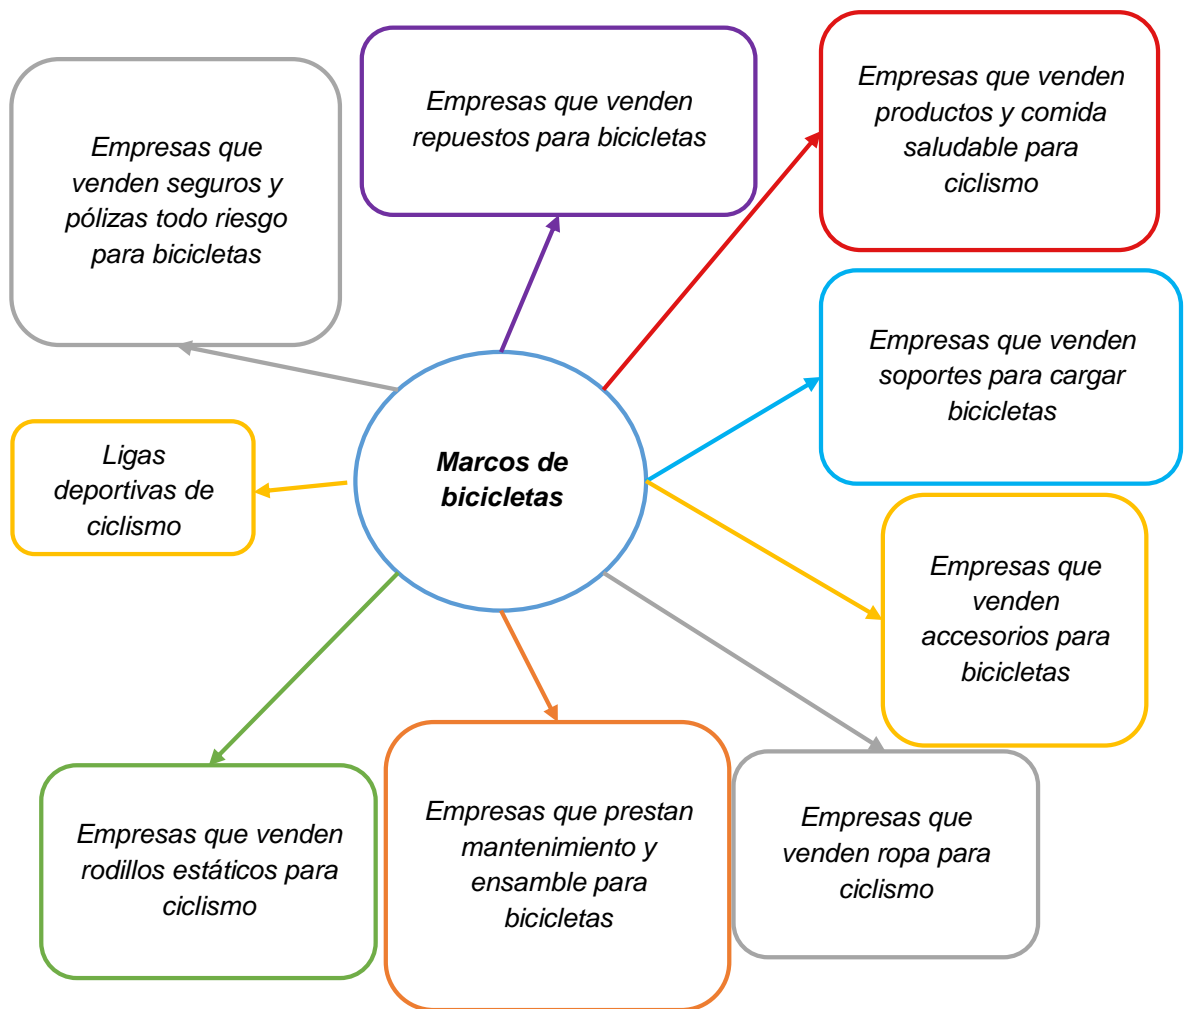 Empresas que venden
repuestos para bicicletas
Empresas que venden
productos y comida
saludable para
ciclismo
Empresas que
venden seguros y
pólizas todo riesgo
para bicicletas
Empresas que venden
soportes para cargar
bicicletas
Ligas
deportivas de
ciclismo
Marcos de
bicicletas
Empresas que
venden
accesorios para
bicicletas
Empresas que venden
rodillos estáticos para
ciclismo
Empresas que prestan
mantenimiento y
ensamble para
bicicletas
Empresas que
venden ropa para
ciclismo